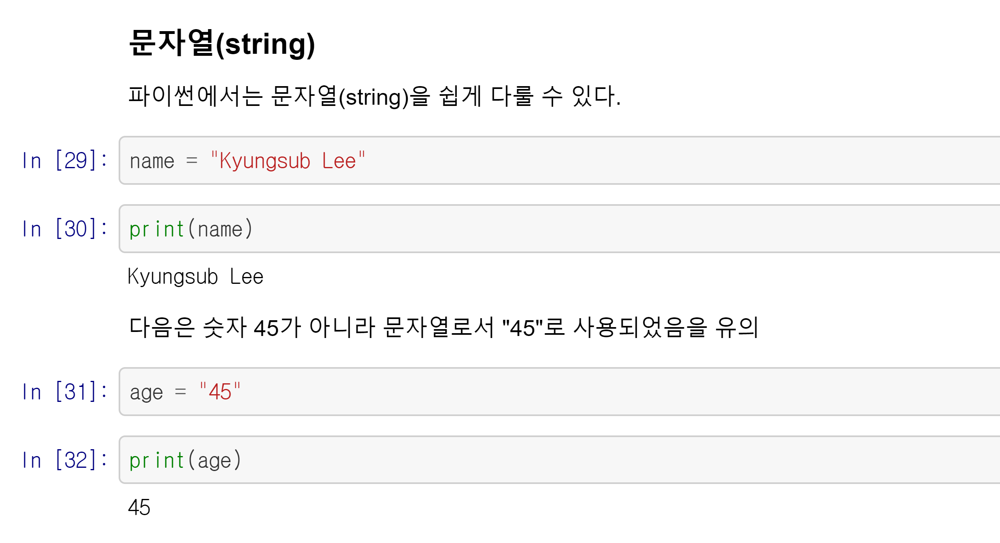 문자열(string)
파이썬에서는 문자열(string)을 쉽게 다룰 수 있다.
In [29]: name = "Kyungsub Lee"
In [30]: print(name)
Kyungsub Lee
다음은 숫자 45가 아니라 문자열로서 "45"로 사용되었음을 유의
In [31]: age = "45"
In [32]: print(age)
45